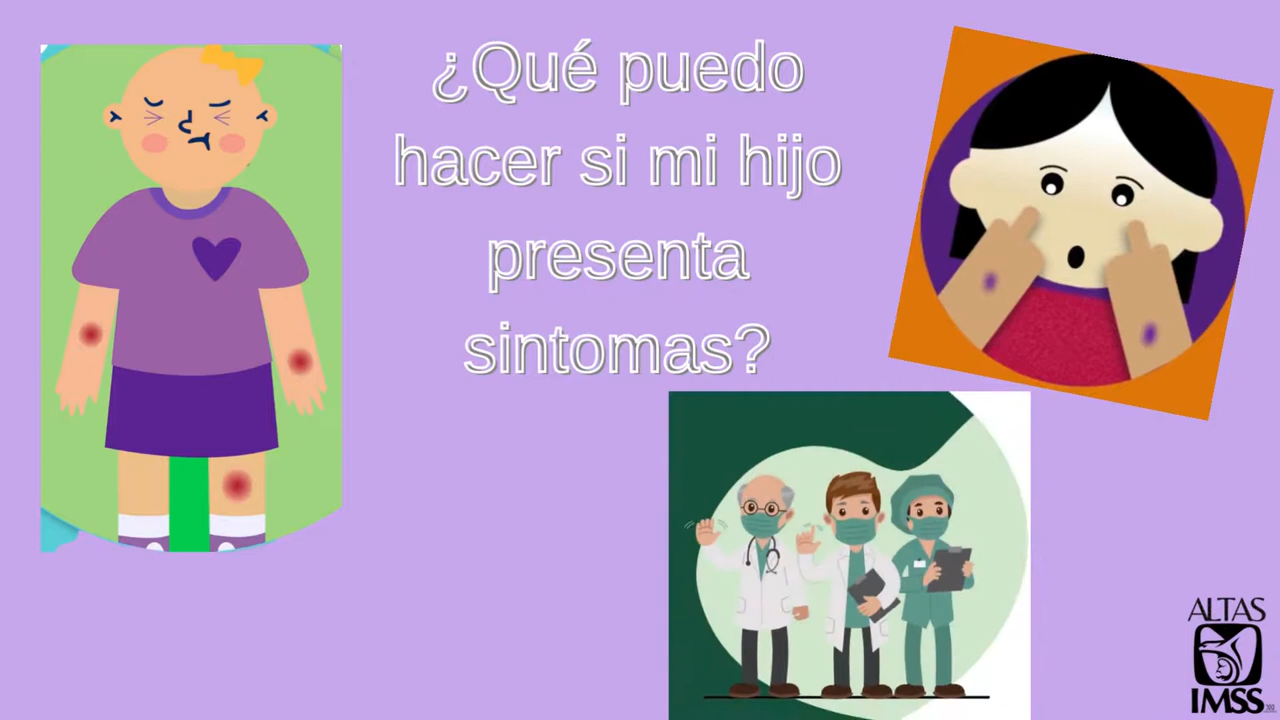 ¿Qué puedo
hacer si mi hijo
presenta
sintomas?
ALTAS
IMSS